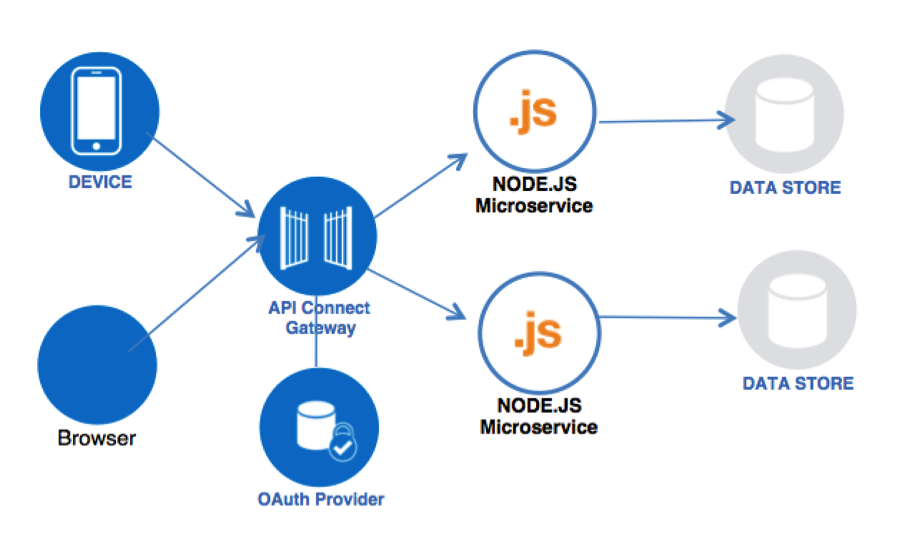 .js
DEVICE
NODE.JS
Microservice
DATA STORE
API Connect
Gateway
.js
Browser
NODE.JS
Microservice
DATA STORE
OAuth Provider